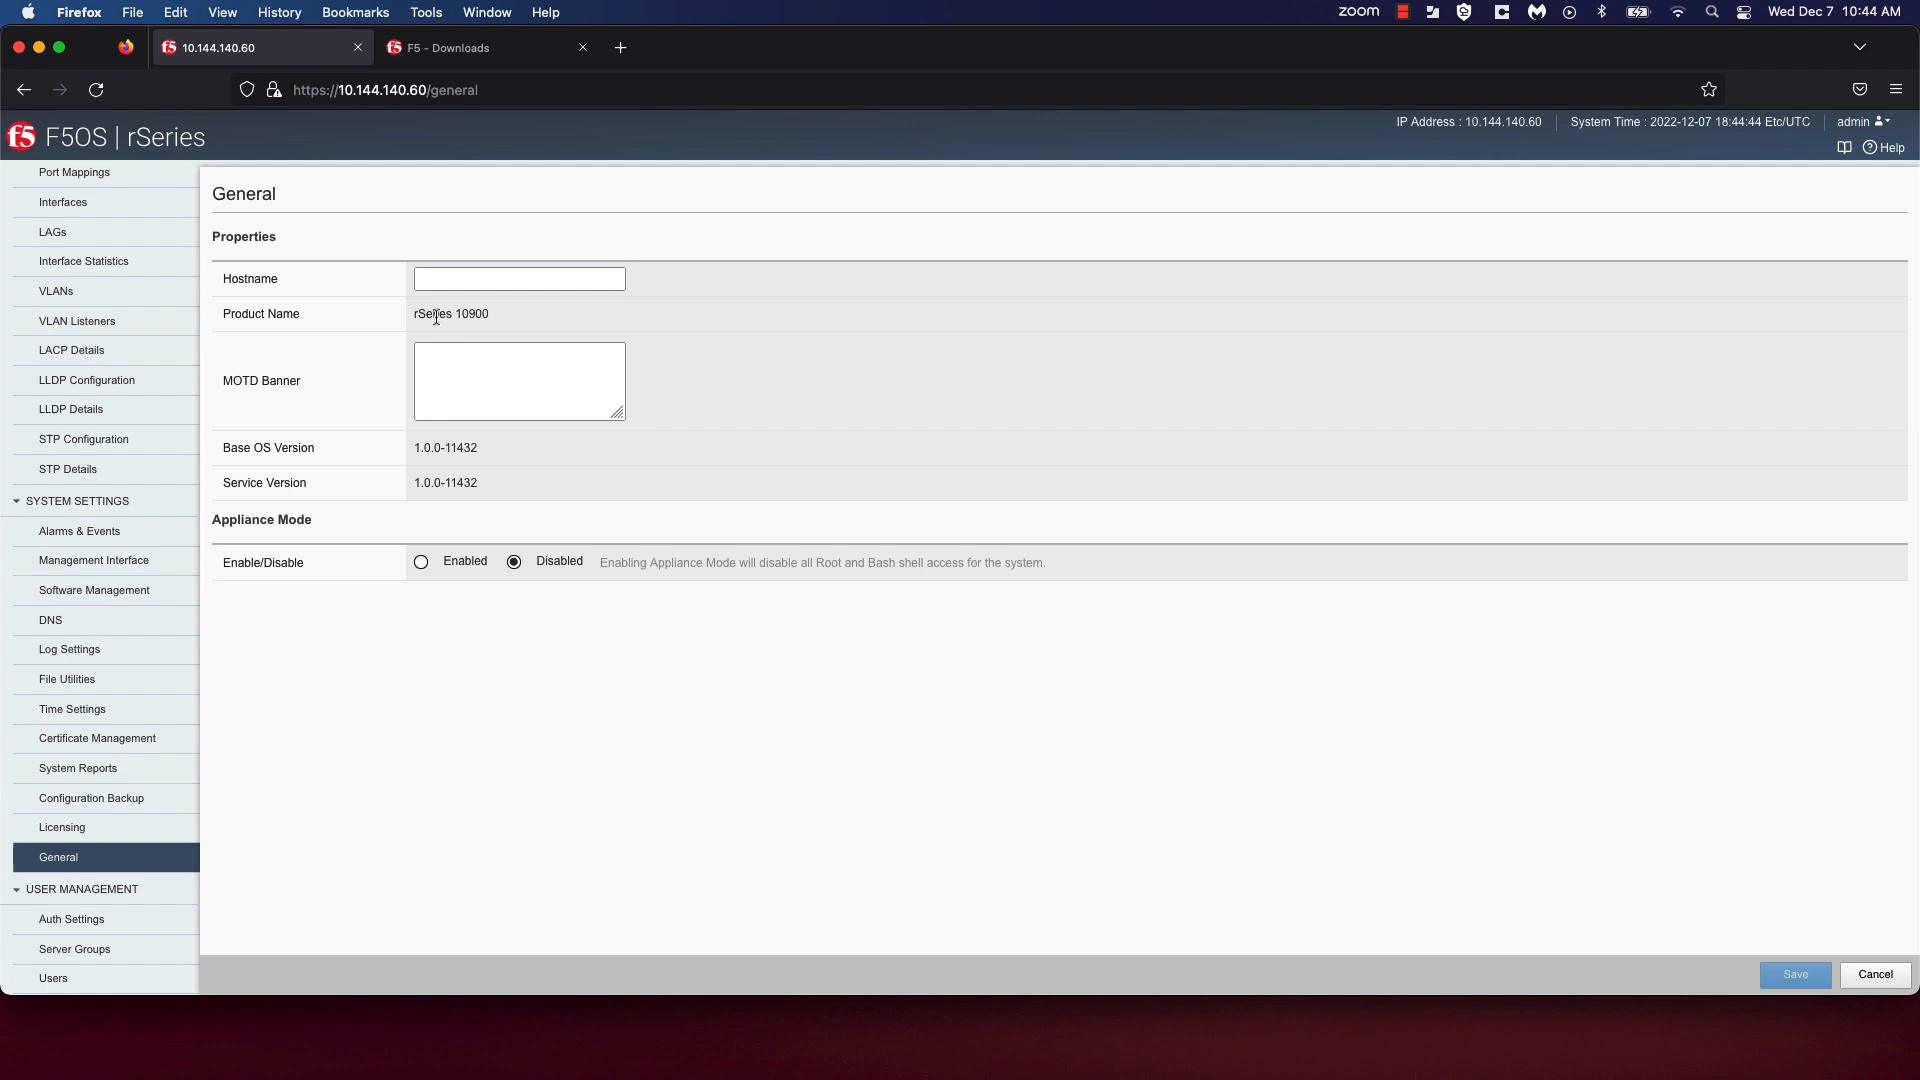 Firefox File Edit View History Bookmarks Tools Window Help zoom Wed Dec 7 10:44 AM
10.144.140.60 F5 - Downloads
https://10.144.140.60/general
f5 F5OS | rSeries
IP Address : 10.144.140.60 System Time : 2022-12-07 18:44:44 Etc/UTC admin
Help
Port Mappings
Interfaces
LAGs
Interface Statistics
VLANs
VLAN Listeners
LACP Details
LLDP Configuration
LLDP Details
STP Configuration
STP Details
SYSTEM SETTINGS
Alarms & Events
Management Interface
Software Management
DNS
Log Settings
File Utilities
Time Settings
Certificate Management
System Reports
Configuration Backup
Licensing
General
USER MANAGEMENT
Auth Settings
Server Groups
Users
General
Properties
Hostname
Product Name rSeries 10900
MOTD Banner
Base OS Version 1.0.0-11432
Service Version 1.0.0-11432
Appliance Mode
Enable/Disable Enabled Disabled Enabling Appliance Mode will disable all Root and Bash shell access for the system.
Save Cancel